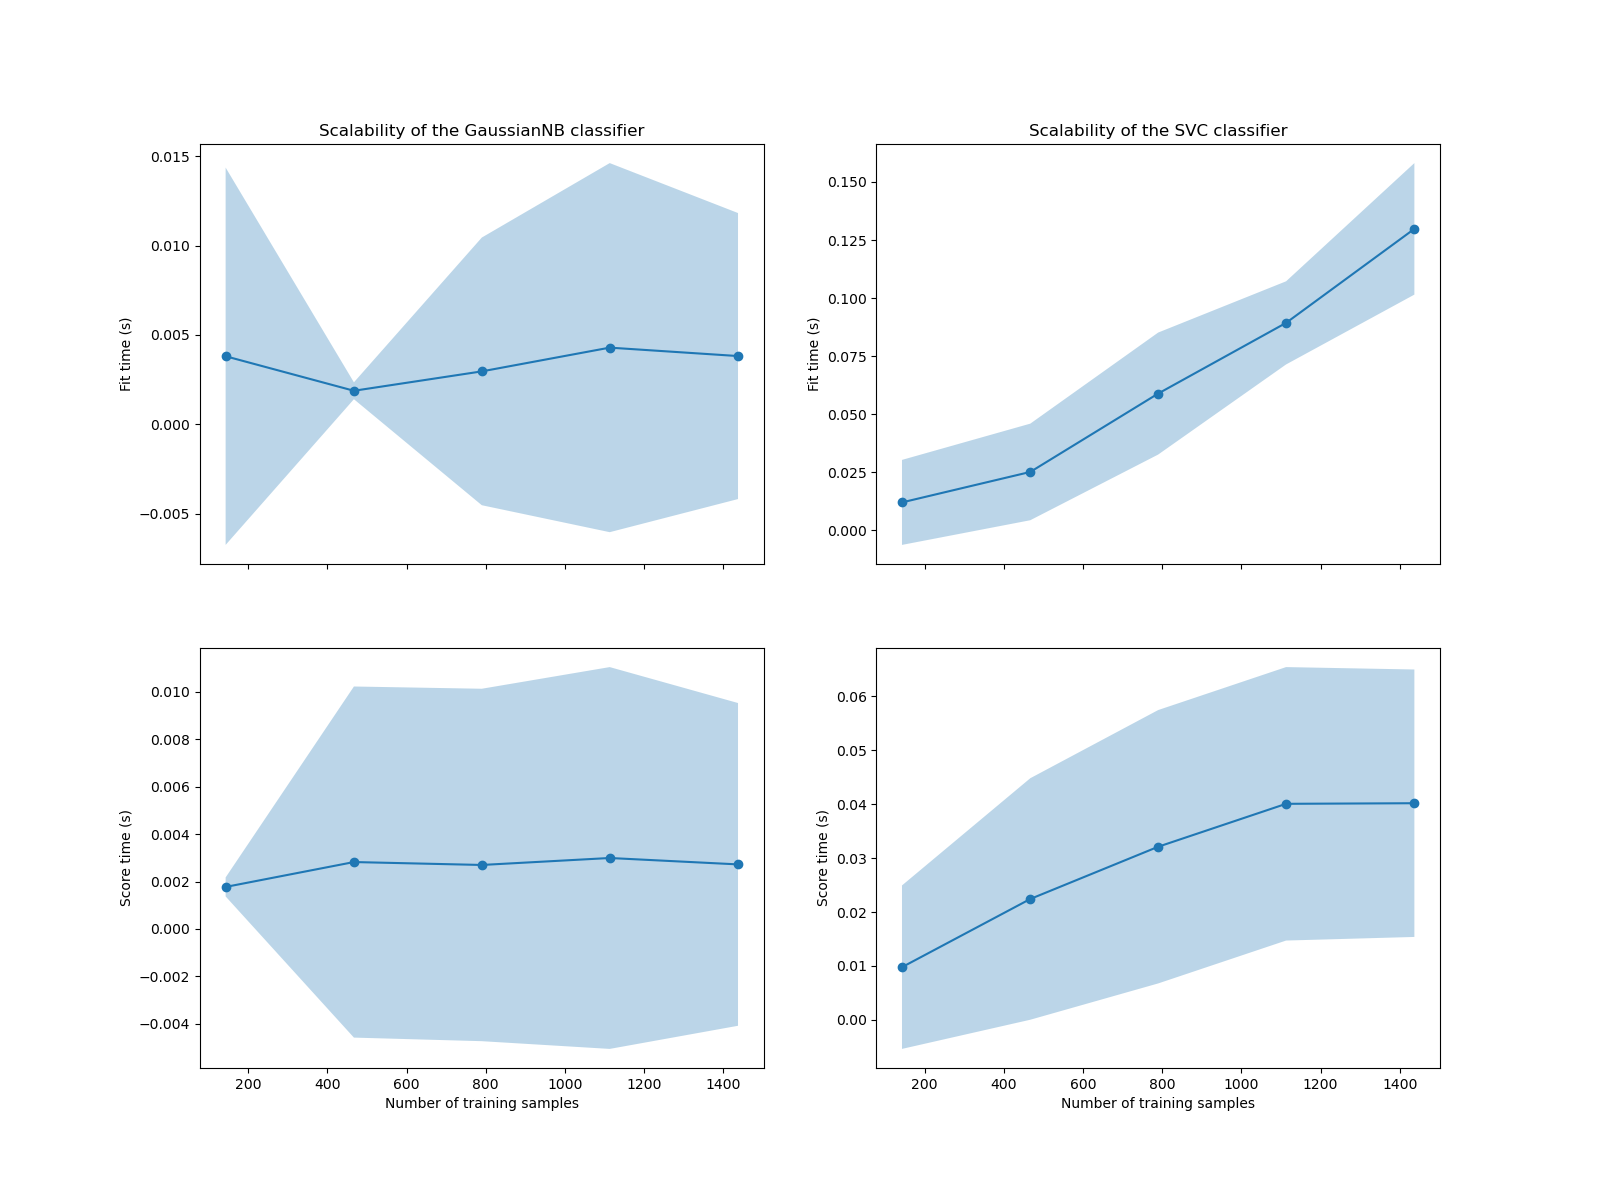 Scalability of the GaussianNB classifier
0.015
0.010
0.005
0.000
−0.005
Fit time (s)
Scalability of the SVC classifier
0.150
0.125
0.100
0.075
0.050
0.025
0.000
Fit time (s)
0.010
0.008
0.006
0.004
0.002
0.000
−0.002
−0.004
Score time (s)
200 400 600 800 1000 1200 1400
Number of training samples
0.06
0.05
0.04
0.03
0.02
0.01
0.00
Score time (s)
200 400 600 800 1000 1200 1400
Number of training samples